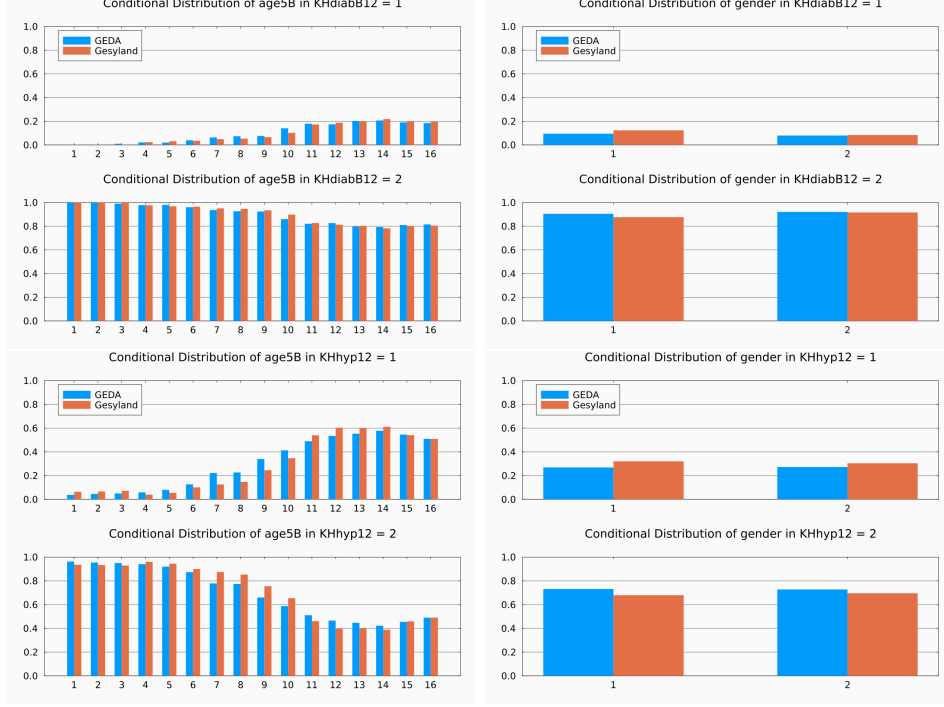 Conditional Distribution of age5B in KHdiabB12 = 1
1.0
0.8
0.6
0.4
0.2
0.0
GEDA
Gesyland
1 2 3 4 5 6 7 8 9 10 11 12 13 14 15 16
Conditional Distribution of gender in KHdiabB12 = 1
1.0
0.8
0.6
0.4
0.2
0.0
GEDA
Gesyland
1 2
Conditional Distribution of age5B in KHdiabB12 = 2
1.0
0.8
0.6
0.4
0.2
0.0
1 2 3 4 5 6 7 8 9 10 11 12 13 14 15 16
Conditional Distribution of gender in KHdiabB12 = 2
1.0
0.8
0.6
0.4
0.2
0.0
1 2
Conditional Distribution of age5B in KHhyp12 = 1
1.0
0.8
0.6
0.4
0.2
0.0
GEDA
Gesyland
1 2 3 4 5 6 7 8 9 10 11 12 13 14 15 16
Conditional Distribution of gender in KHhyp12 = 1
1.0
0.8
0.6
0.4
0.2
0.0
GEDA
Gesyland
1 2
Conditional Distribution of age5B in KHhyp12 = 2
1.0
0.8
0.6
0.4
0.2
0.0
1 2 3 4 5 6 7 8 9 10 11 12 13 14 15 16
Conditional Distribution of gender in KHhyp12 = 2
1.0
0.8
0.6
0.4
0.2
0.0
1 2